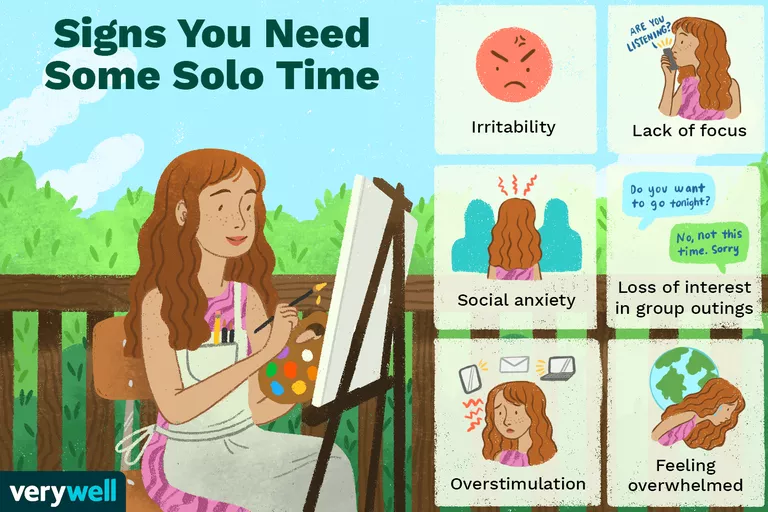 Signs You Need
Some Solo Time
Irritability
ARE YOU
LISTENING?
Lack of focus
Social anxiety
Do you want
to go tonight?
No, not this
time. Sorry
Loss of interest
in group outings
Overstimulation
Feeling
overwhelmed
verywell